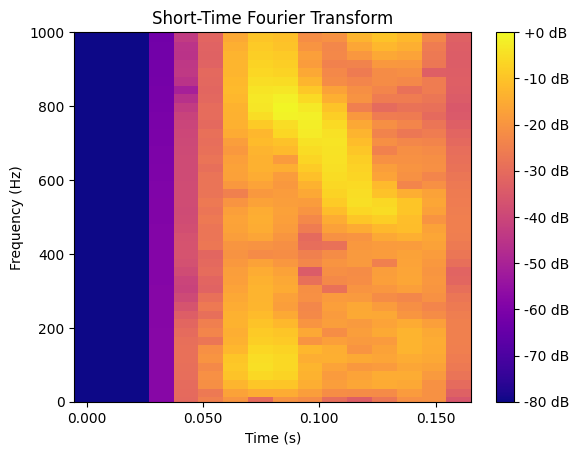 Short-Time Fourier Transform
1000
800
600
400
200
0
Frequency (Hz)
0.000
0.050
0.100
0.150
Time (s)
+0 dB
-10 dB
-20 dB
-30 dB
-40 dB
-50 dB
-60 dB
-70 dB
-80 dB